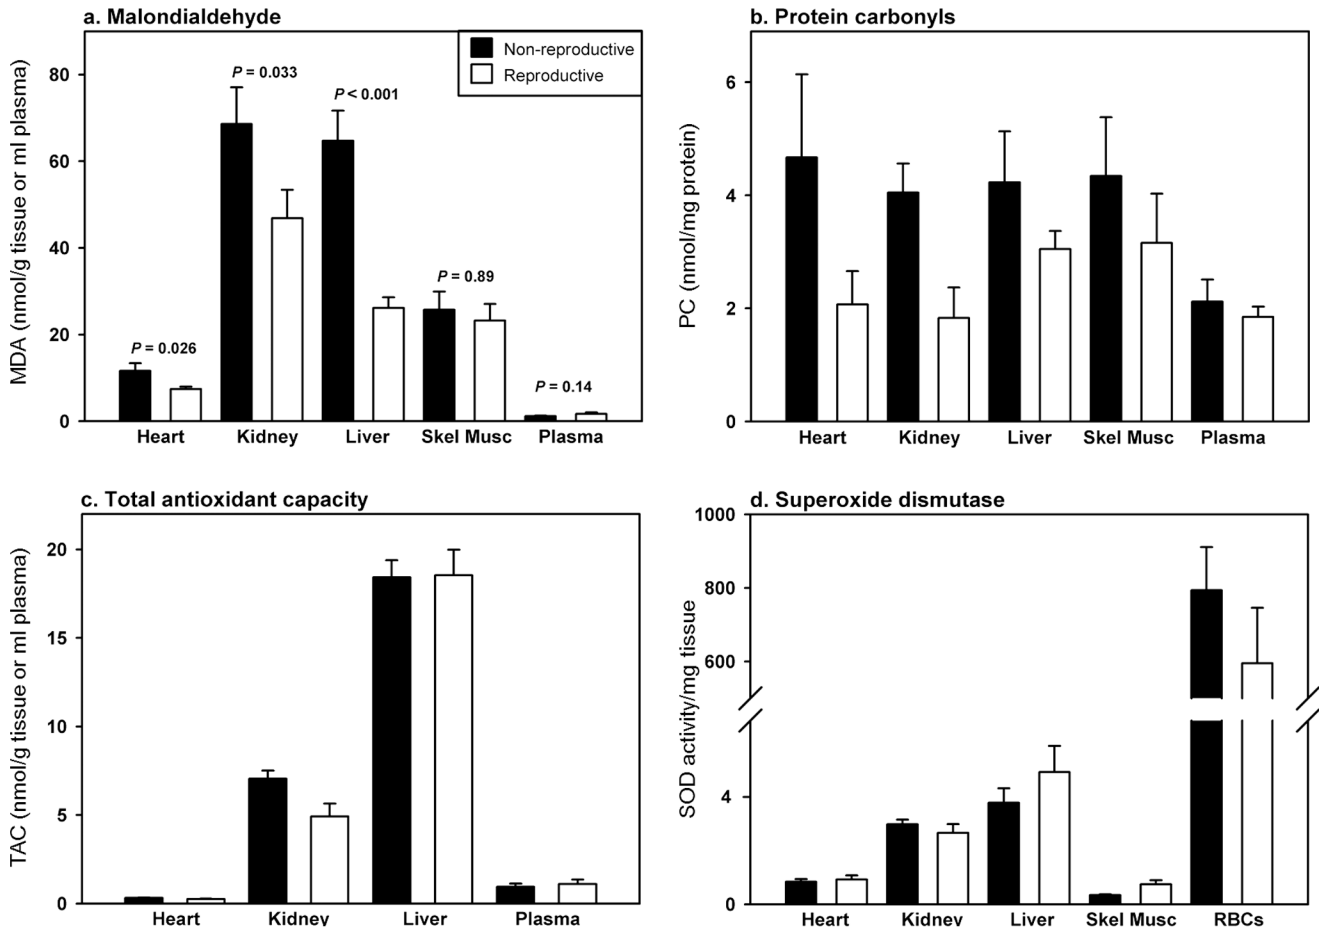 a. Malondialdehyde
Non-reproductive
Reproductive
MDA (nmol/g tissue or ml plasma)
80
60
40
20
0
P = 0.026
P = 0.033
P < 0.001
P = 0.89
P = 0.14
Heart Kidney Liver Skel Musc Plasma
b. Protein carbonyls
PC (nmol/mg protein)
6
4
2
0
Heart Kidney Liver Skel Musc Plasma
c. Total antioxidant capacity
TAC (nmol/g tissue or ml plasma)
20
15
10
5
0
Heart Kidney Liver Plasma
d. Superoxide dismutase
SOD activity/mg tissue
1000
800
600
4
0
Heart Kidney Liver Skel Musc RBCs